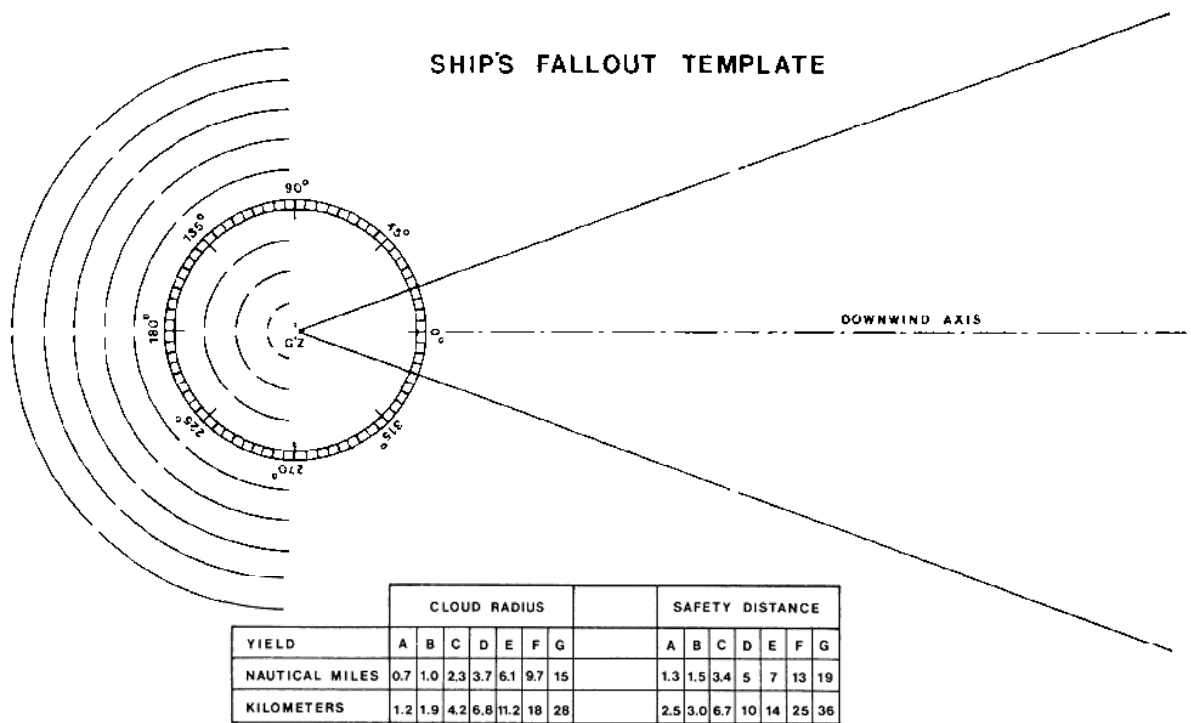 SHIP'S FALLOUT TEMPLATE
90°
135°
45°
180°
GZ
0°
DOWNWIND AXIS
225°
315°
270°
CLOUD RADIUS SAFETY DISTANCE
YIELD A B C D E F G A B C D E F G
NAUTICAL MILES 0.7 1.0 2.3 3.7 6.1 9.7 15 1.3 1.5 3.4 5 7 13 19
KILOMETERS 1.2 1.9 4.2 6.8 11.2 18 28 2.5 3.0 6.7 10 14 25 36